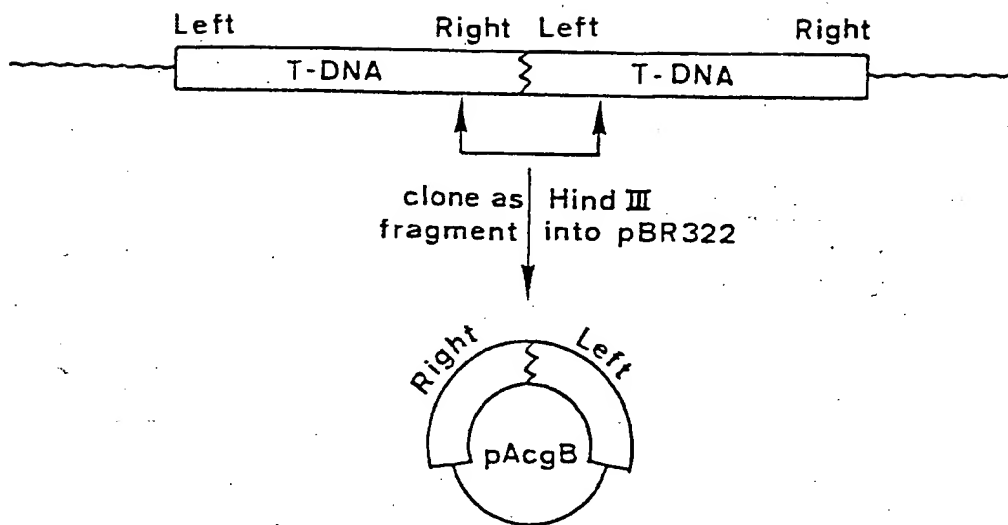 Left Right Left Right
T-DNA T-DNA
clone as Hind III
fragment into pBR322
Right Left
pAcgB